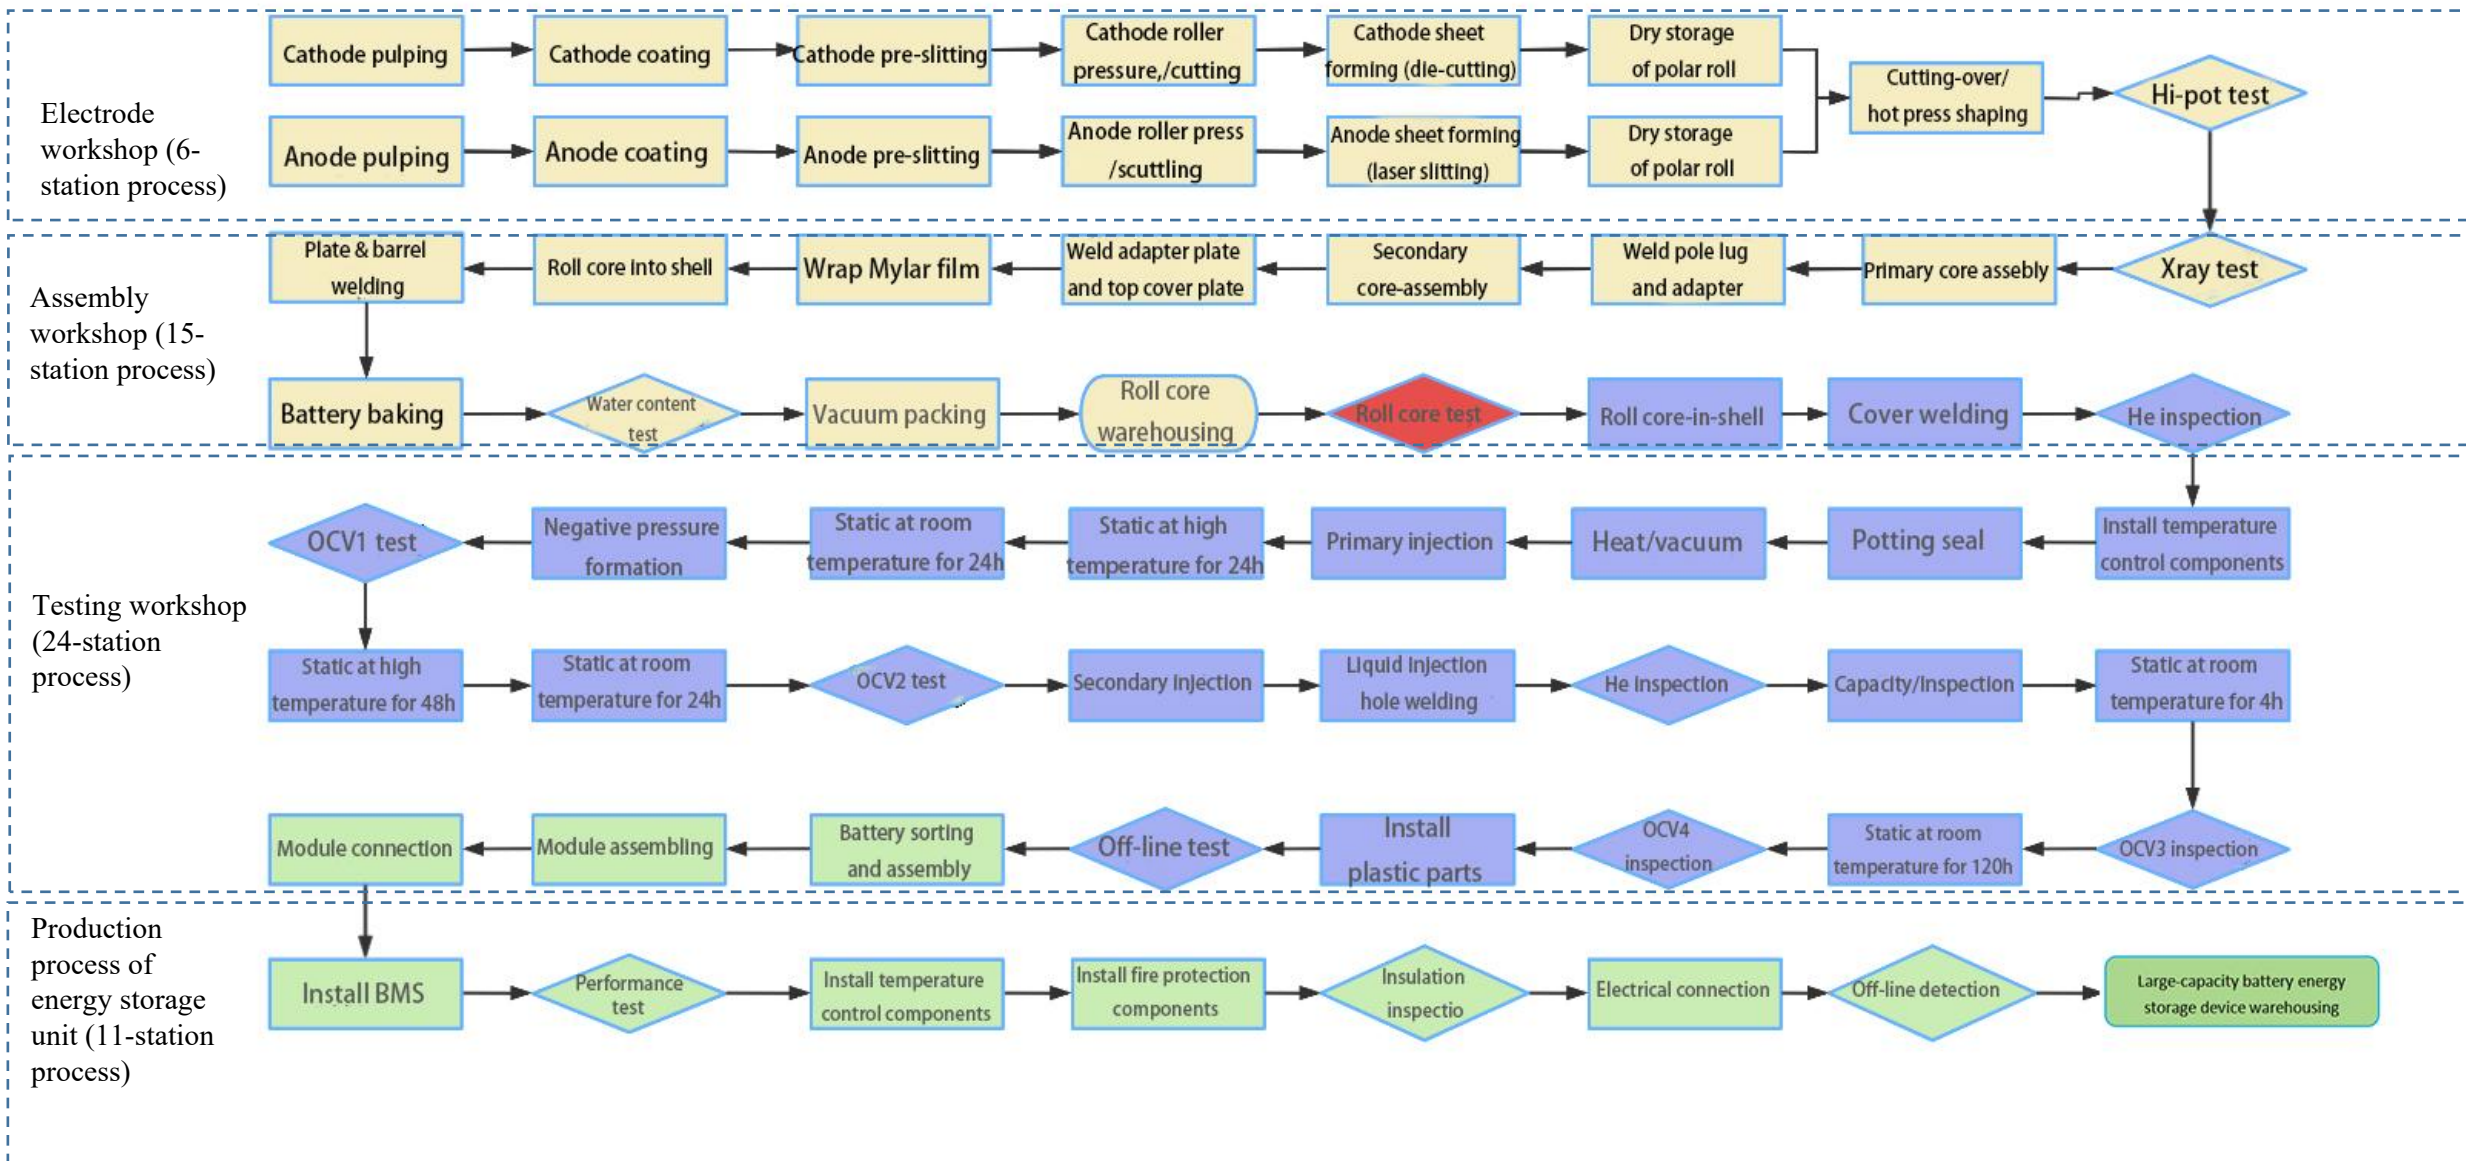 Electrode
workshop (6-
station process)
Cathode pulping
Cathode coating
Cathode pre-slitting
Cathode roller
pressure,/cutting
Cathode sheet
forming (die-cutting)
Dry storage
of polar roll
Anode pulping
Anode coating
Anode pre-slitting
Anode roller press
/scuttling
Anode sheet forming
(laser slitting)
Dry storage
of polar roll
Cutting-over/
hot press shaping
Hi-pot test
Assembly
workshop (15-
station process)
Xray test
Primary core assebly
Weld pole lug
and adapter
Secondary
core-assembly
Weld adapter plate
and top cover plate
Wrap Mylar film
Roll core into shell
Plate & barrel
welding
Battery baking
Water content
test
Vacuum packing
Roll core
warehousing
Roll core test
Roll core-in-shell
Cover welding
He inspection
Testing workshop
(24-station
process)
Install temperature
control components
Potting seal
Heat/vacuum
Primary injection
Static at high
temperature for 24h
Static at room
temperature for 24h
Negative pressure
formation
OCV1 test
Static at high
temperature for 48h
Static at room
temperature for 24h
OCV2 test
Secondary injection
Liquid injection
hole welding
He inspection
Capacity/Inspection
Static at room
temperature for 4h
OCV3 inspection
Static at room
temperature for 120h
OCV4
inspection
Install
plastic parts
Off-line test
Battery sorting
and assembly
Module assembling
Module connection
Production
process of
energy storage
unit (11-station
process)
Install BMS
Performance
test
Install temperature
control components
Install fire protection
components
Insulation
inspectio
Electrical connection
Off-line detection
Large-capacity battery energy
storage device warehousing